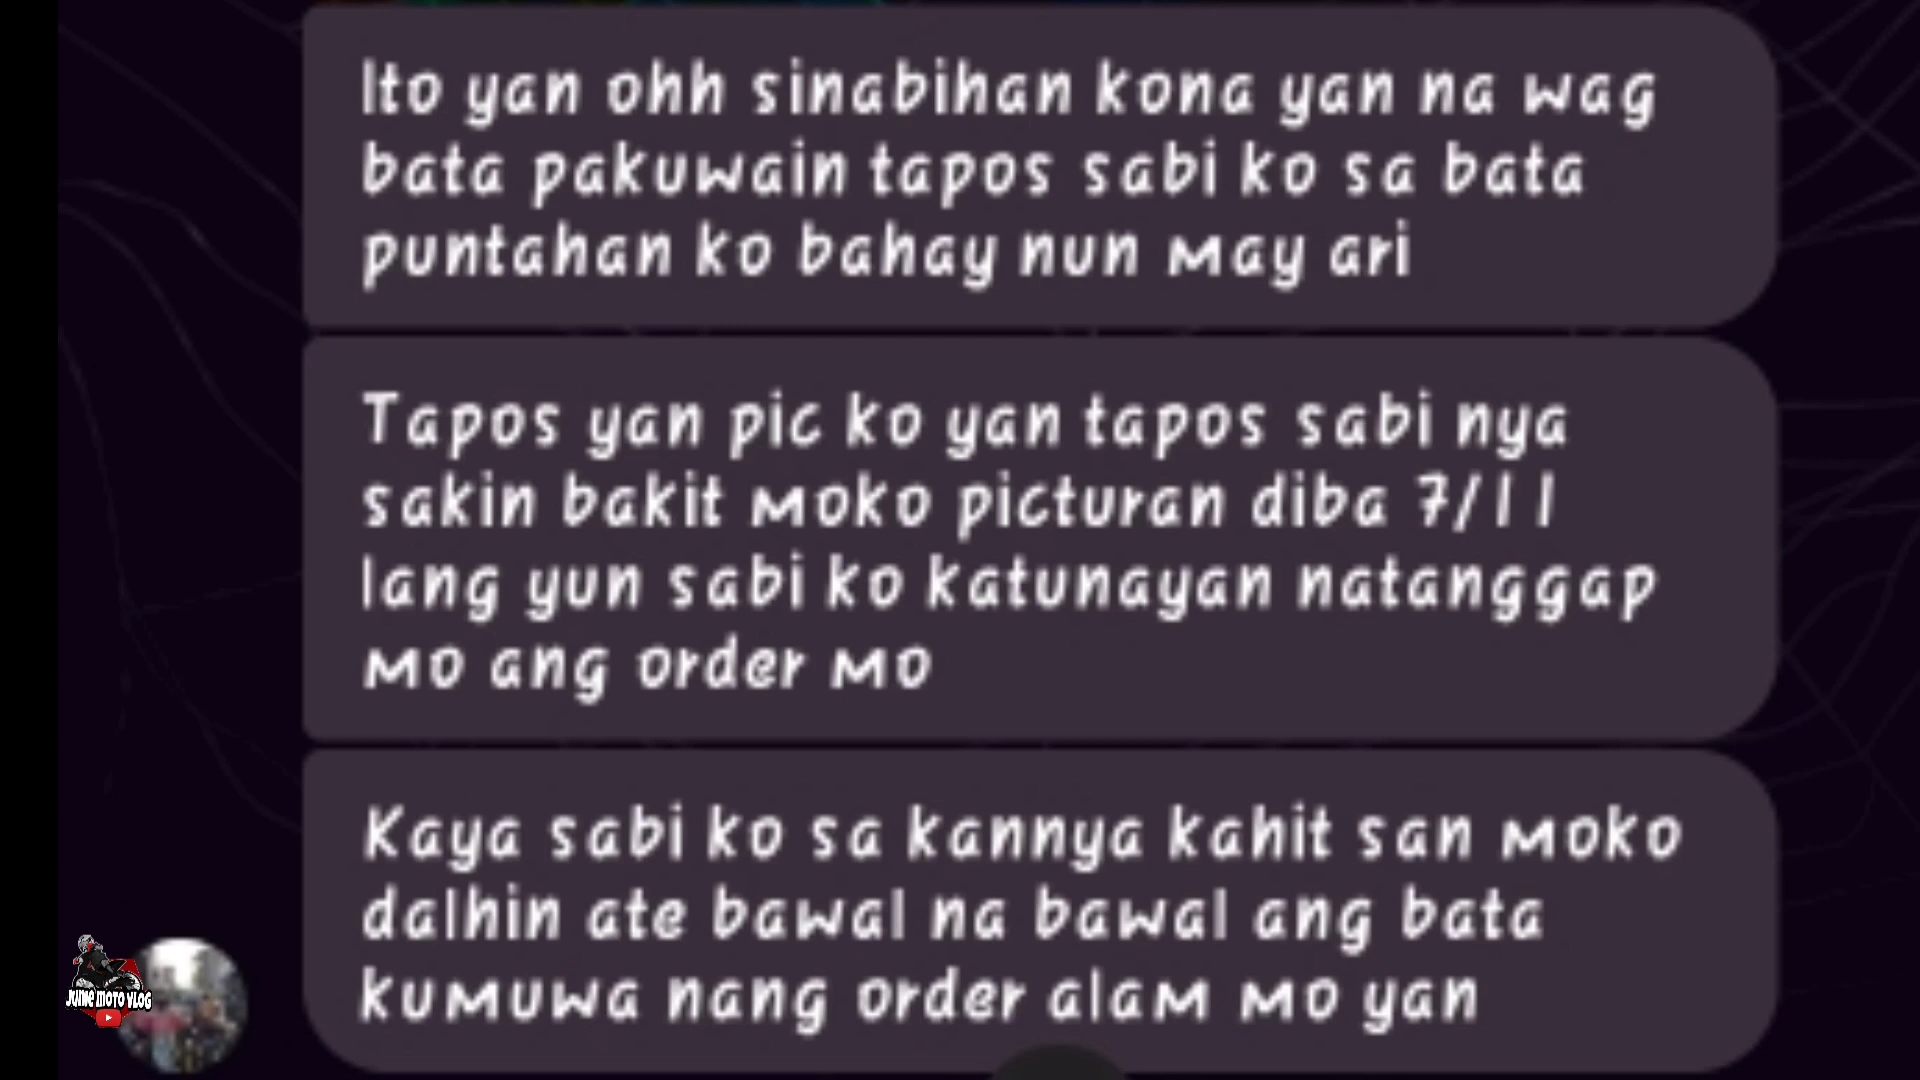 Ito yan ohh sinabihan kona yan na wag
bata pakuwain tapos sabi ko sa bata
puntahan ko bahay nun may ari
Tapos yan pic ko yan tapos sabi nya
sakin bakit moko picturan diba 7/11
lang yun sabi ko katunayan natanggap
mo ang order mo
Kaya sabi ko sa kannya kahit san moko
dalhin ate bawal na bawal ang bata
kumuwa nang order alam mo yan
JUNIE MOTO VLOG